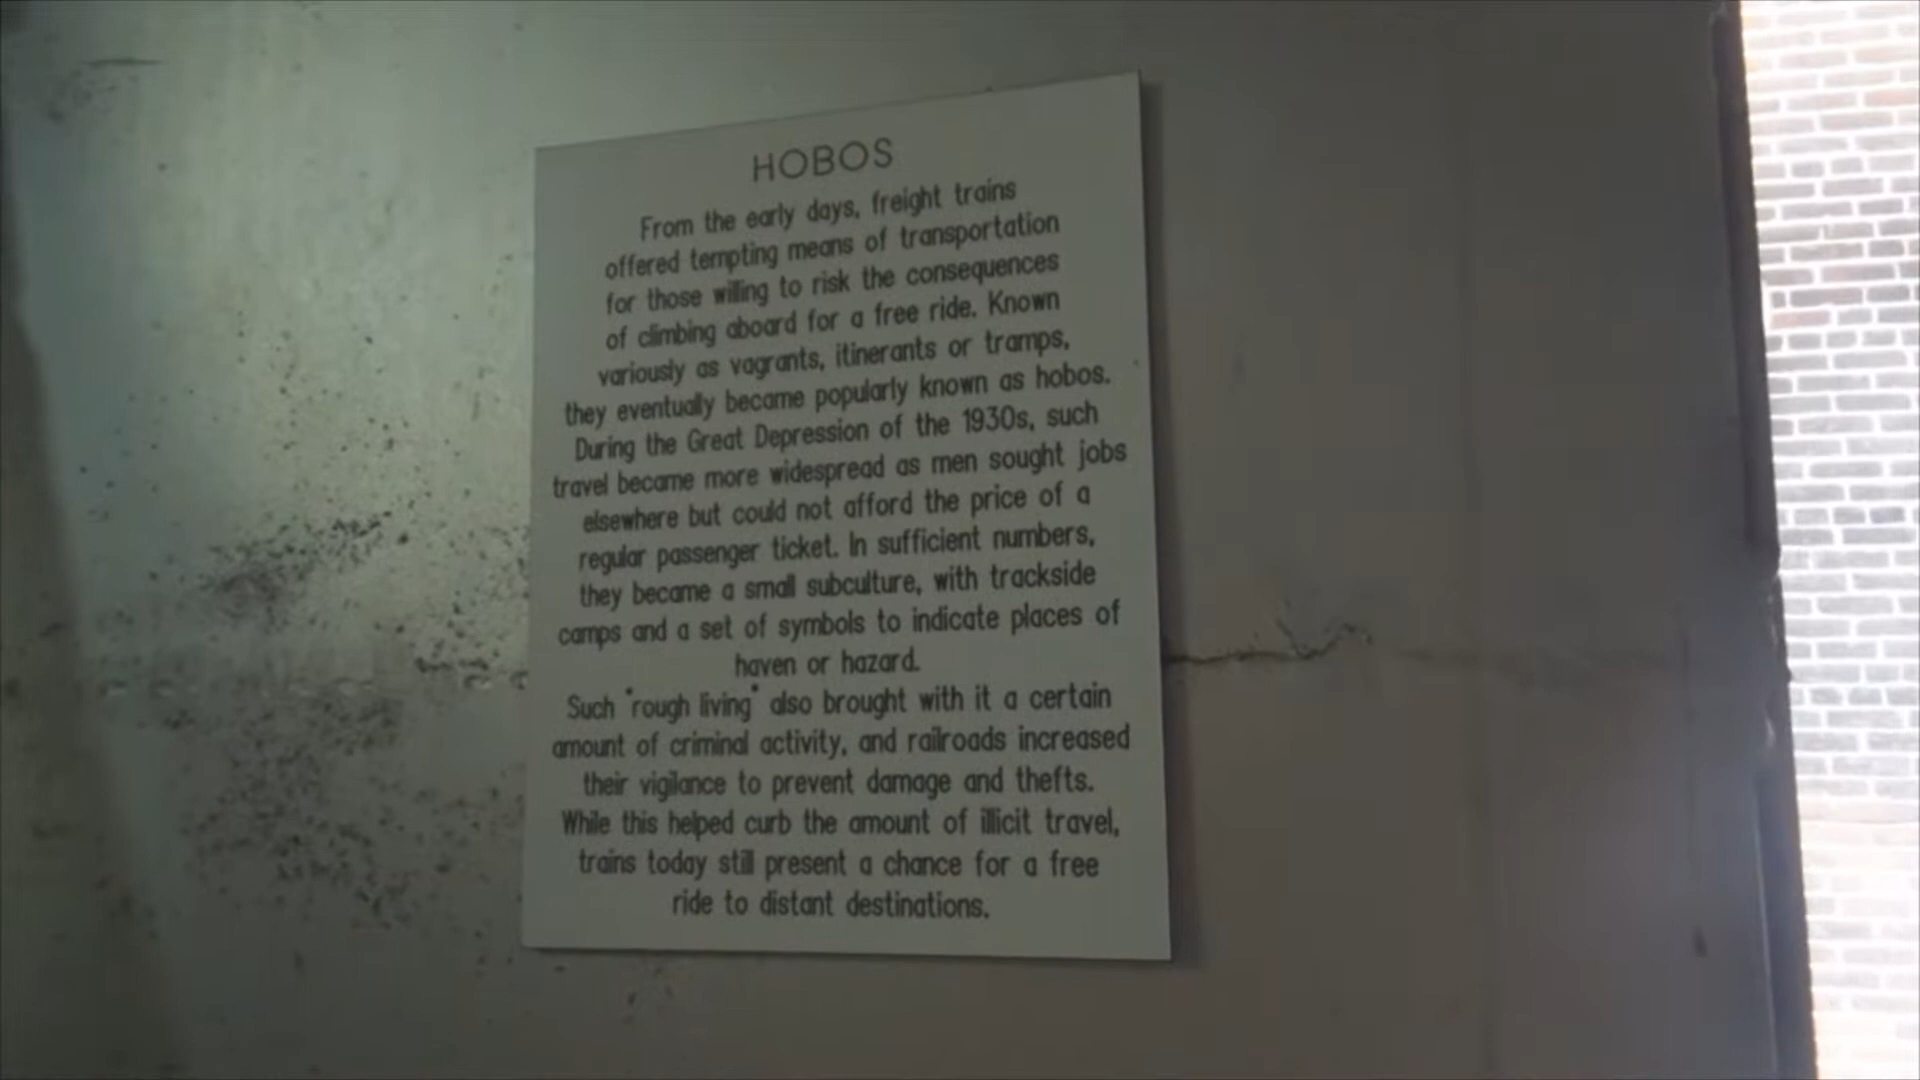 HOBOS
From the early days, freight trains
offered tempting means of transportation
for those willing to risk the consequences
of climbing aboard for a free ride. Known
variously as vagrants, itinerants or tramps,
they eventually became popularly known as hobos.
During the Great Depression of the 1930s, such
travel became more widespread as men sought jobs
elsewhere but could not afford the price of a
regular passenger ticket. In sufficient numbers,
they became a small subculture, with trackside
camps and a set of symbols to indicate places of
haven or hazard.
Such "rough living" also brought with it a certain
amount of criminal activity, and railroads increased
their vigilance to prevent damage and thefts.
While this helped curb the amount of illicit travel,
trains today still present a chance for a free
ride to distant destinations.